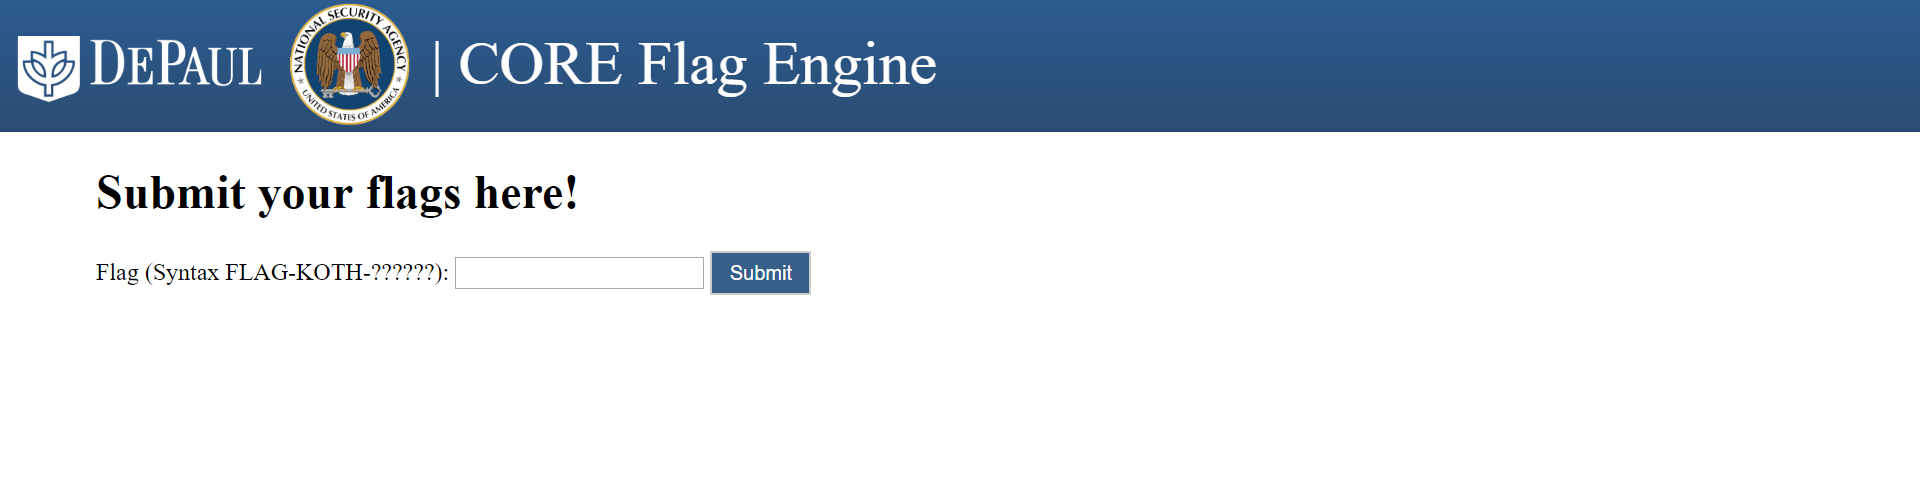 DEPAUL
NATIONAL SECURITY AGENCY
UNITED STATES OF AMERICA
| CORE Flag Engine
Submit your flags here!
Flag (Syntax FLAG-KOTH-??????): Submit